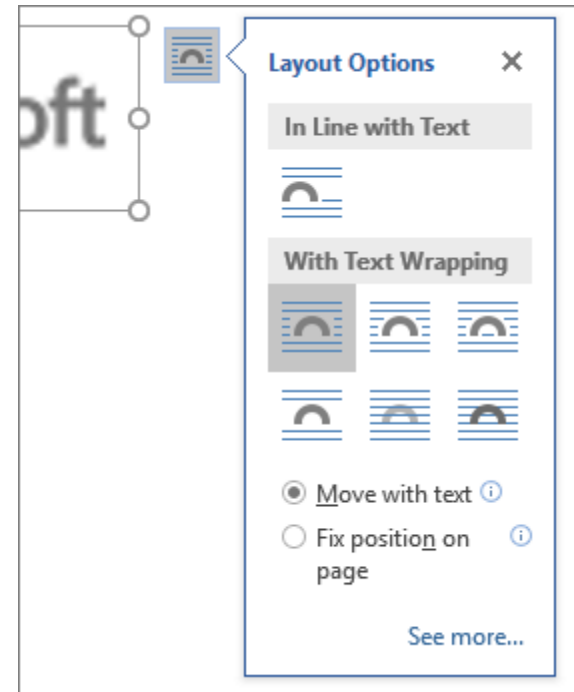 Layout Options
oft
In Line with Text
With Text Wrapping
Move with text
Fix position on
page
See more...